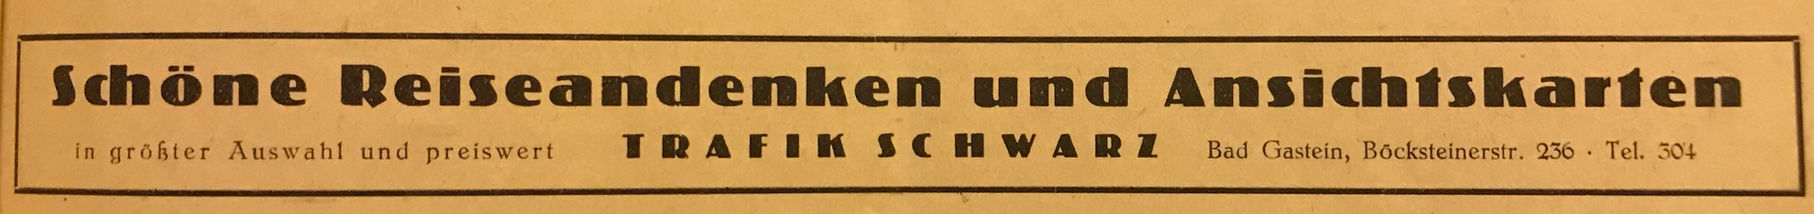 Schöne Reiseandenken und Ansichtskarten
in größter Auswahl und preiswert TRAFIK SCHWARZ Bad Gastein, Böcksteinerstr. 236 · Tel. 304